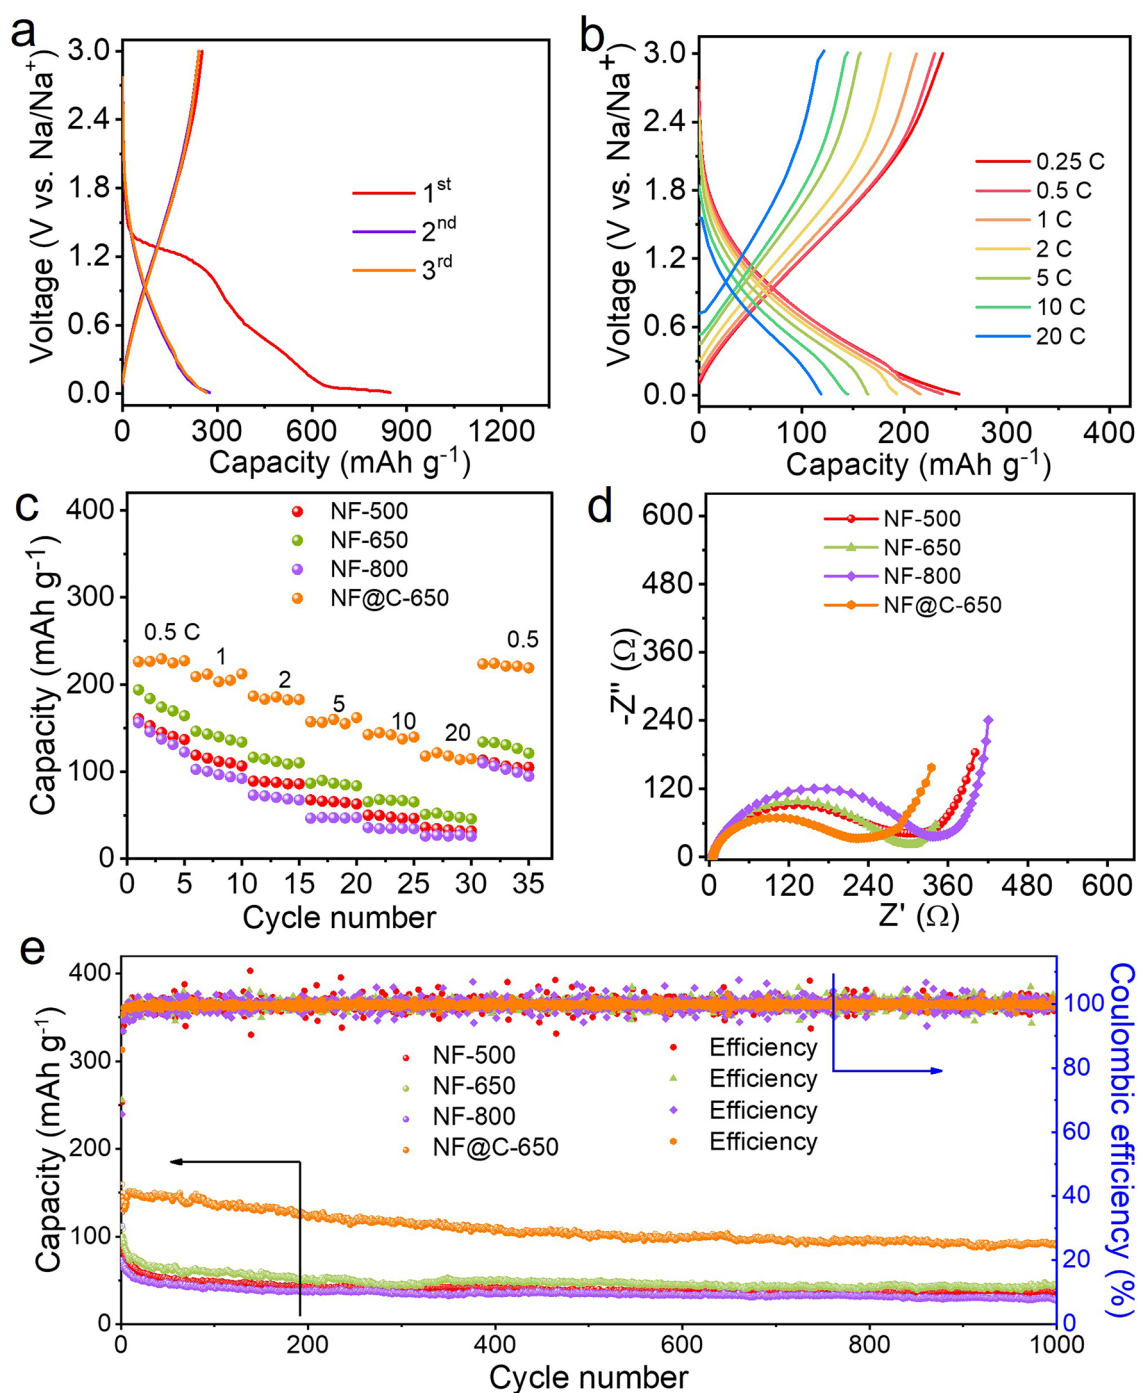 a
Voltage (V vs. Na/Na⁺)
3.0
2.4
1.8
1.2
0.6
0.0
1ˢᵗ
2ⁿᵈ
3ʳᵈ
0 300 600 900 1200
Capacity (mAh g⁻¹)
b
Voltage (V vs. Na/Na⁺)
3.0
2.4
1.8
1.2
0.6
0.0
0.25 C
0.5 C
1 C
2 C
5 C
10 C
20 C
0 100 200 300 400
Capacity (mAh g⁻¹)
c
Capacity (mAh g⁻¹)
400
300
200
100
0
NF-500
NF-650
NF-800
NF@C-650
0.5 C
1
2
5
10
20
0.5
0 5 10 15 20 25 30 35
Cycle number
d
-Z'' (Ω)
600
480
360
240
120
0
NF-500
NF-650
NF-800
NF@C-650
0 120 240 360 480 600
Z' (Ω)
e
Capacity (mAh g⁻¹)
400
300
200
100
0
NF-500
NF-650
NF-800
NF@C-650
Efficiency
Efficiency
Efficiency
Efficiency
100
80
60
40
20
0
Coulombic efficiency (%)
0 200 400 600 800 1000
Cycle number